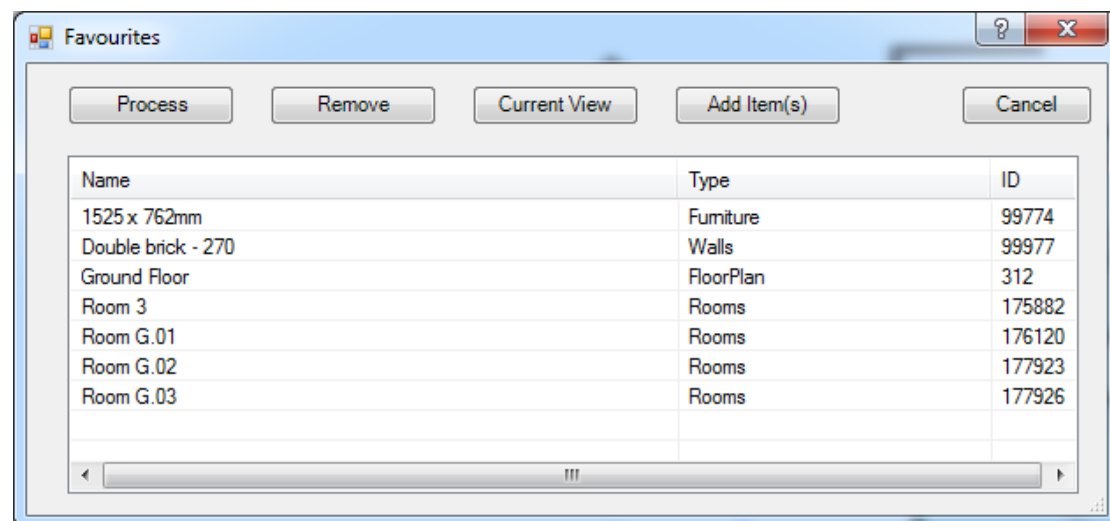 Favourites
Process Remove Current View Add Item(s) Cancel
Name Type ID
1525 x 762mm Furniture 99774
Double brick - 270 Walls 99977
Ground Floor FloorPlan 312
Room 3 Rooms 175882
Room G.01 Rooms 176120
Room G.02 Rooms 177923
Room G.03 Rooms 177926